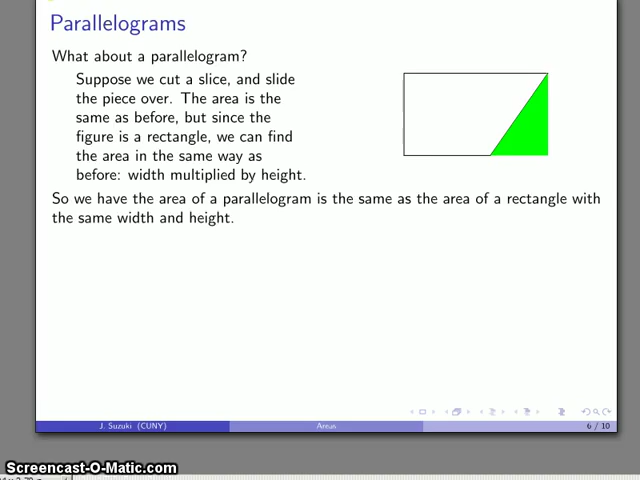 Parallelograms
What about a parallelogram?
Suppose we cut a slice, and slide
the piece over. The area is the
same as before, but since the
figure is a rectangle, we can find
the area in the same way as
before: width multiplied by height.
So we have the area of a parallelogram is the same as the area of a rectangle with
the same width and height.
J. Suzuki (CUNY)
Areas
6 / 10
Screencast-O-Matic.com